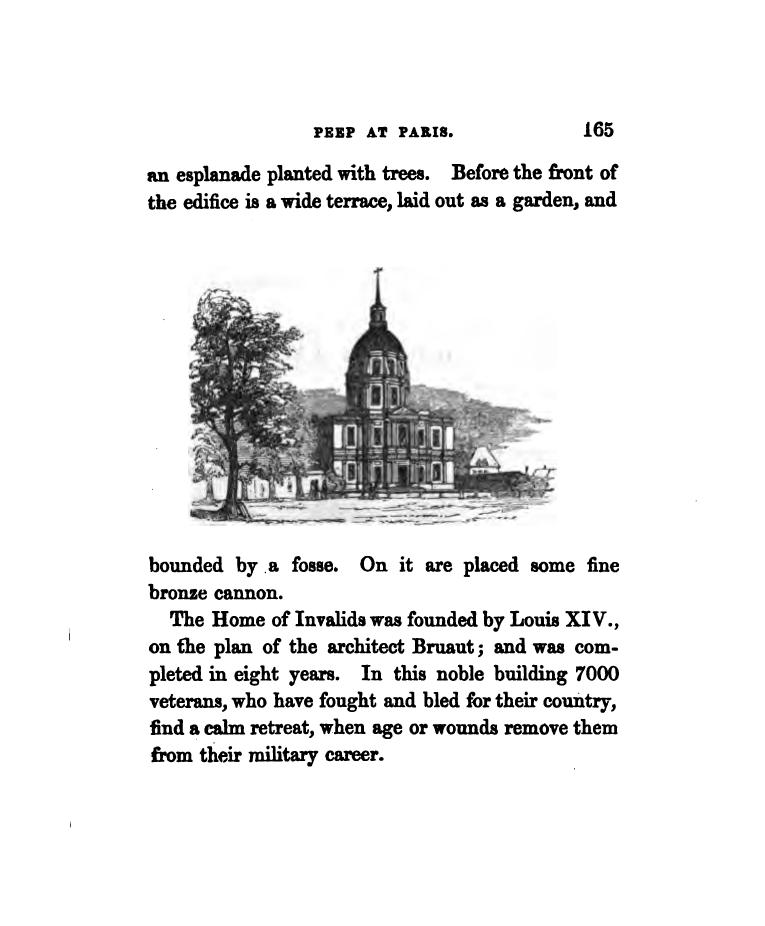 PEEP AT PARIS. 165
an esplanade planted with trees. Before the front of
the edifice is a wide terrace, laid out as a garden, and
bounded by a fosse. On it are placed some fine
bronze cannon.
The Home of Invalids was founded by Louis XIV.,
on the plan of the architect Bruaut; and was com-
pleted in eight years. In this noble building 7000
veterans, who have fought and bled for their country,
find a calm retreat, when age or wounds remove them
from their military career.